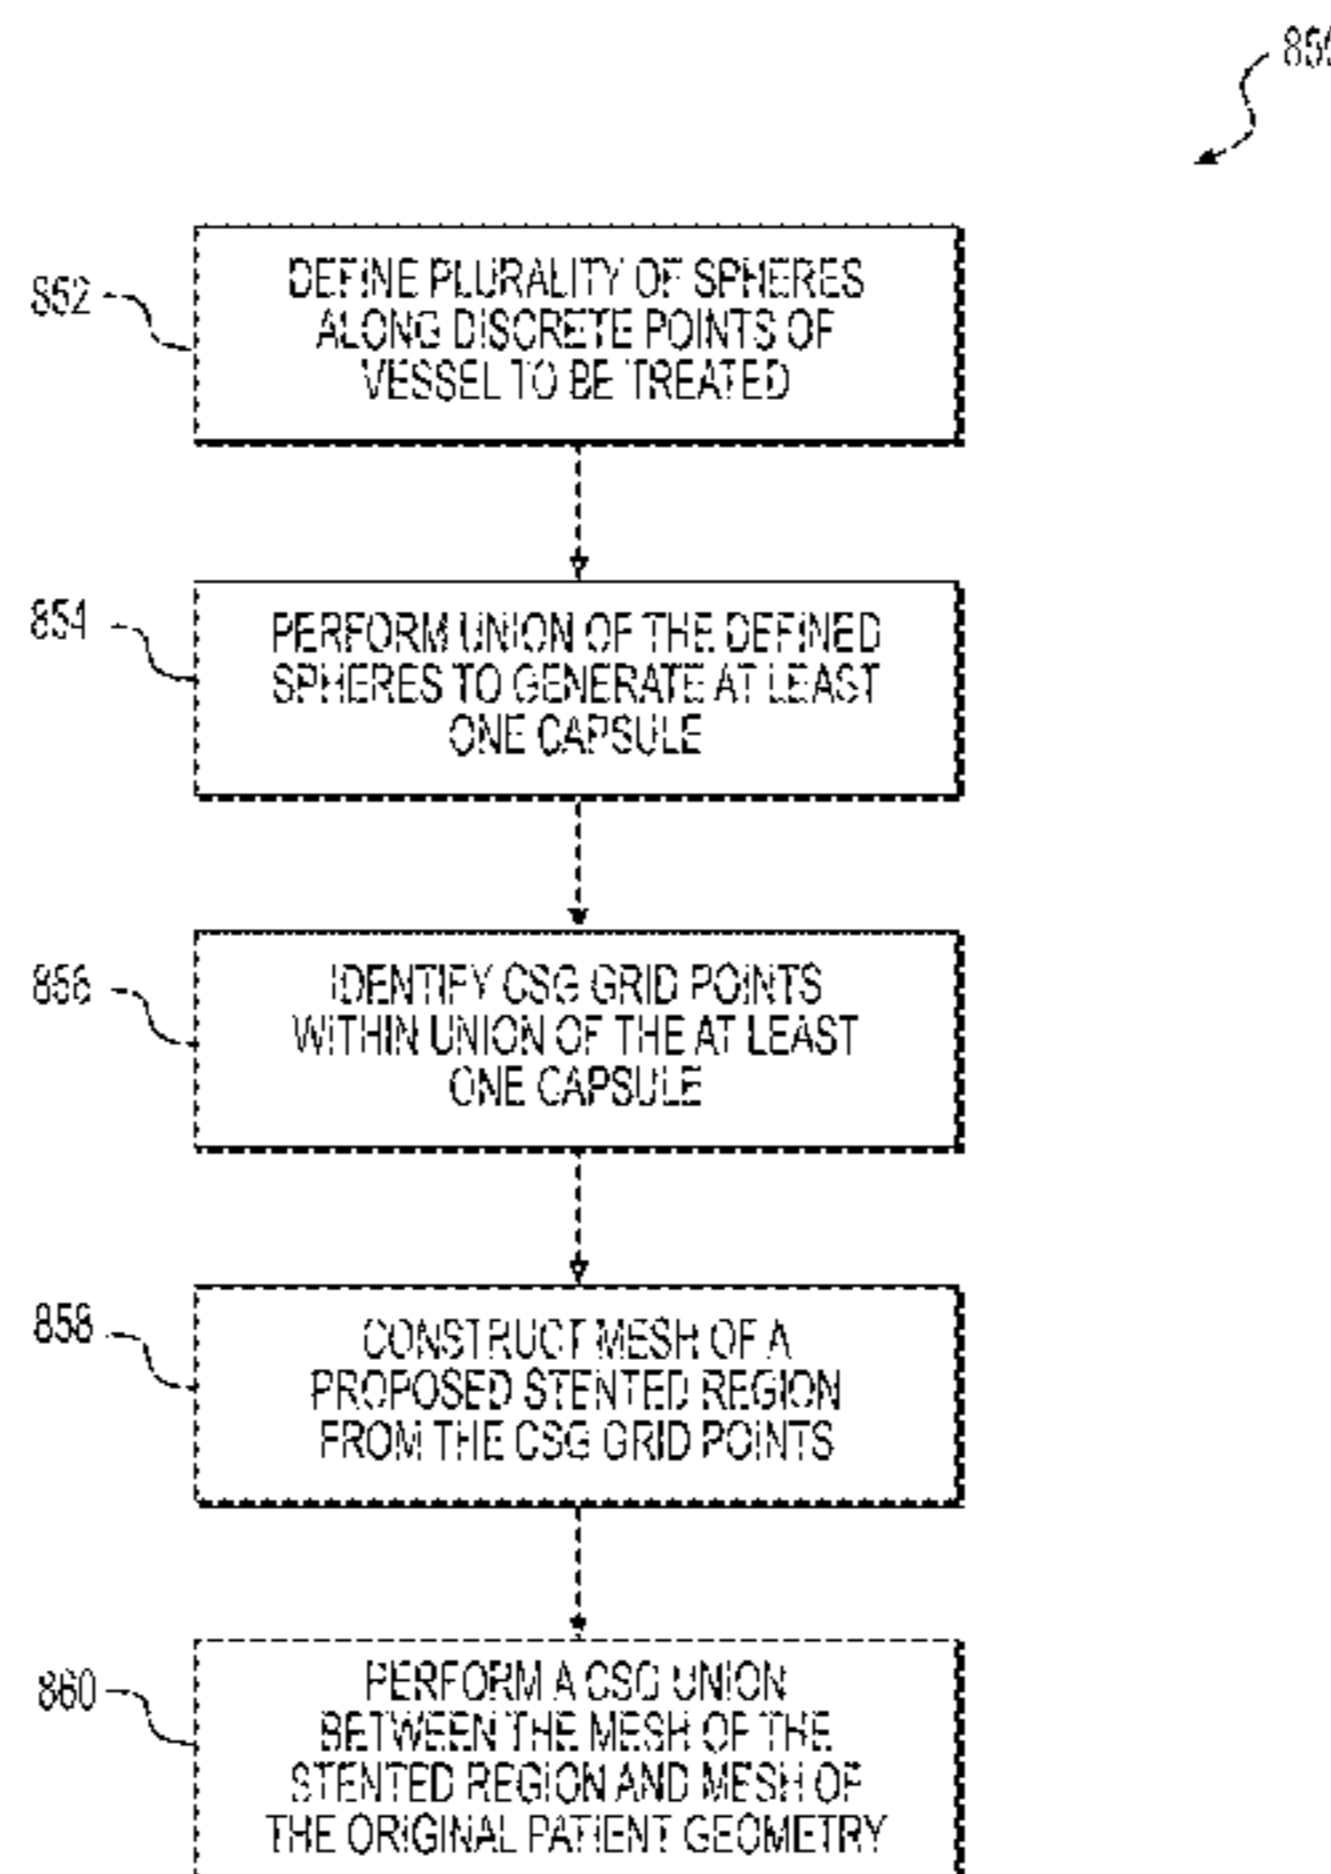 852
DEFINE PLURALITY OF SPHERES
ALONG DISCRETE POINTS OF
VESSEL TO BE TREATED
854
PERFORM UNION OF THE DEFINED
SPHERES TO GENERATE AT LEAST
ONE CAPSULE
856
IDENTIFY CSG GRID POINTS
WITHIN UNION OF THE AT LEAST
ONE CAPSULE
858
CONSTRUCT MESH OF A
PROPOSED STENTED REGION
FROM THE CSG GRID POINTS
860
PERFORM A CSG UNION
BETWEEN THE MESH OF THE
STENTED REGION AND MESH OF
THE ORIGINAL PATIENT GEOMETRY